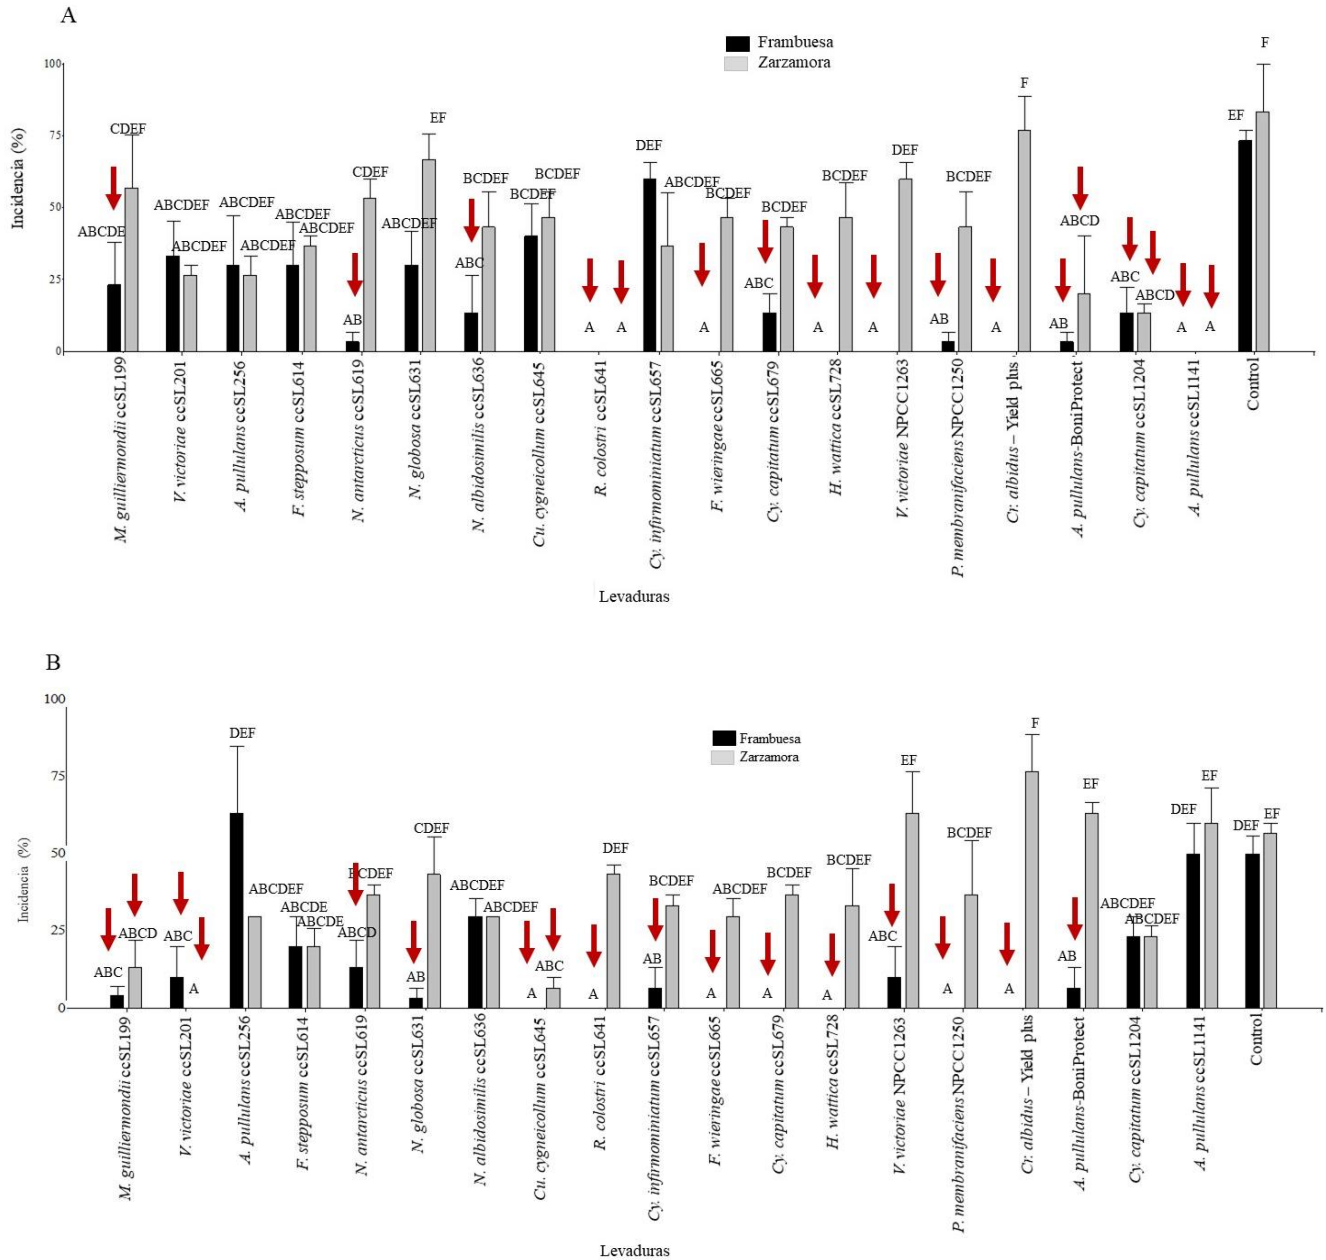 A
Frambuesa
Zarzamora
Incidencia (%)
100
75
50
25
0
ABCDE
CDEF
ABCDEF
ABCDEF
ABCDEF
ABCDEF
ABCDEF
ABCDEF
AB
CDEF
ABCDEF
EF
ABC
BCDEF
BCDEF
BCDEF
A
A
DEF
ABCDEF
A
BCDEF
ABC
BCDEF
A
BCDEF
A
DEF
AB
BCDEF
A
F
AB
ABCD
ABC
ABCD
A
A
EF
F
M. guilliermondii ccSL199
V. victoriae ccSL201
A. pullulans ccSL256
F. stepposum ccSL614
N. antarcticus ccSL619
N. globosa ccSL631
N. albidosimilis ccSL636
Cu. cygneicollum ccSL645
R. colostri ccSL641
Cy. infirmominiatum ccSL657
F. wieringae ccSL665
Cy. capitatum ccSL679
H. wattica ccSL728
V. victoriae NPCC1263
P. membranifaciens NPCC1250
Cr. albidus – Yield plus
A. pullulans-BoniProtect
Cy. capitatum ccSL1204
A. pullulans ccSL1141
Control
Levaduras
B
Frambuesa
Zarzamora
Incidencia (%)
100
75
50
25
0
ABC
ABCD
ABC
A
DEF
ABCDEF
ABCDE
ABCDE
ABCD
BCDEF
AB
CDEF
ABCDEF
ABCDEF
A
ABC
A
DEF
AB
BCDEF
A
ABCDEF
A
BCDEF
A
BCDEF
ABC
EF
A
BCDEF
A
F
AB
EF
ABCDEF
ABCDEF
DEF
EF
DEF
EF
M. guilliermondii ccSL199
V. victoriae ccSL201
A. pullulans ccSL256
F. stepposum ccSL614
N. antarcticus ccSL619
N. globosa ccSL631
N. albidosimilis ccSL636
Cu. cygneicollum ccSL645
R. colostri ccSL641
Cy. infirmominiatum ccSL657
F. wieringae ccSL665
Cy. capitatum ccSL679
H. wattica ccSL728
V. victoriae NPCC1263
P. membranifaciens NPCC1250
Cr. albidus – Yield plus
A. pullulans-BoniProtect
Cy. capitatum ccSL1204
A. pullulans ccSL1141
Control
Levaduras